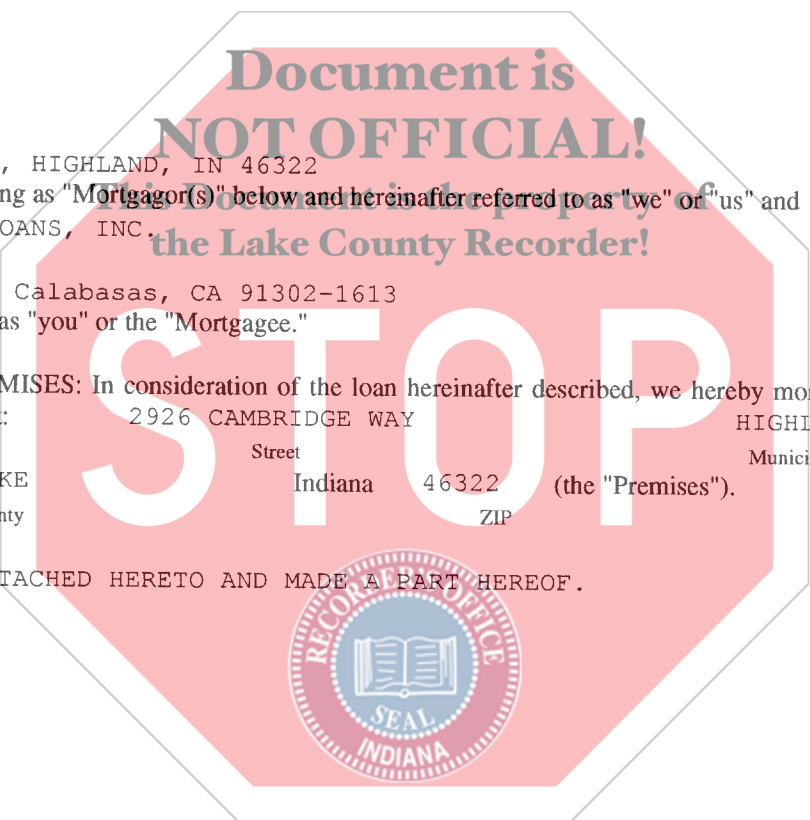 Document is
NOT OFFICIAL!
, HIGHLAND, IN 46322
This Document is the property of
ng as "Mortgagor(s)" below and hereinafter referred to as "we" or "us" and
OANS, INC.
the Lake County Recorder!
Calabasas, CA 91302-1613
as "you" or the "Mortgagee."
STOP
MISES: In consideration of the loan hereinafter described, we hereby mo
: 2926 CAMBRIDGE WAY HIGHL
Street Munici
KE Indiana 46322 (the "Premises").
nty ZIP
TACHED HERETO AND MADE A PART HEREOF.
RECORDER'S OFFICE
SEAL
INDIANA